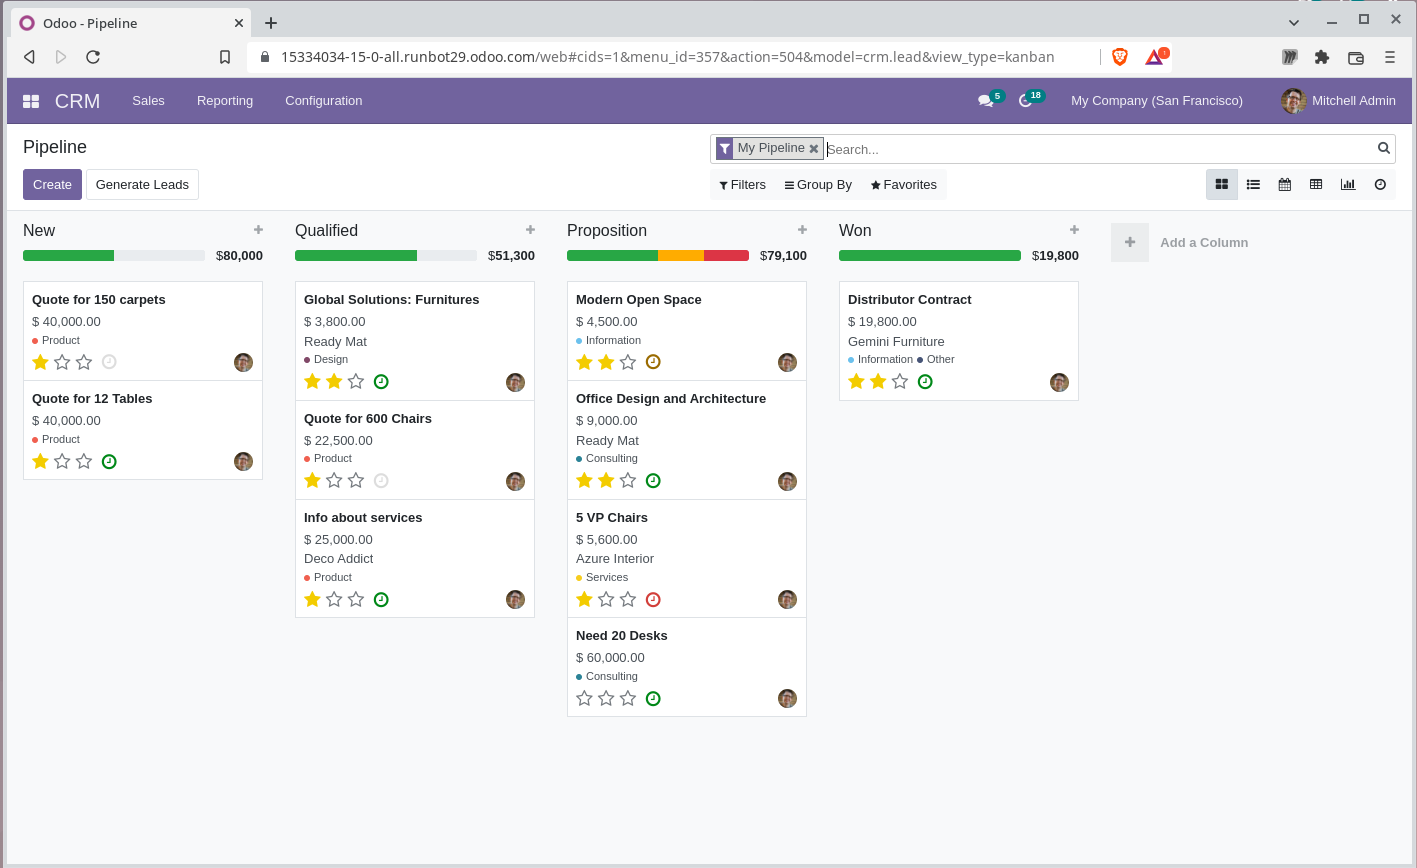 Odoo - Pipeline
15334034-15-0-all.runbot29.odoo.com/web#cids=1&menu_id=357&action=504&model=crm.lead&view_type=kanban
CRM Sales Reporting Configuration 5 18 My Company (San Francisco) Mitchell Admin
Pipeline
My Pipeline Search...
Create Generate Leads
Filters Group By Favorites
New
$80,000
Quote for 150 carpets
$ 40,000.00
Product
Quote for 12 Tables
$ 40,000.00
Product
Qualified
$51,300
Global Solutions: Furnitures
$ 3,800.00
Ready Mat
Design
Quote for 600 Chairs
$ 22,500.00
Product
Info about services
$ 25,000.00
Deco Addict
Product
Proposition
$79,100
Modern Open Space
$ 4,500.00
Information
Office Design and Architecture
$ 9,000.00
Ready Mat
Consulting
5 VP Chairs
$ 5,600.00
Azure Interior
Services
Need 20 Desks
$ 60,000.00
Consulting
Won
$19,800
Distributor Contract
$ 19,800.00
Gemini Furniture
Information Other
Add a Column